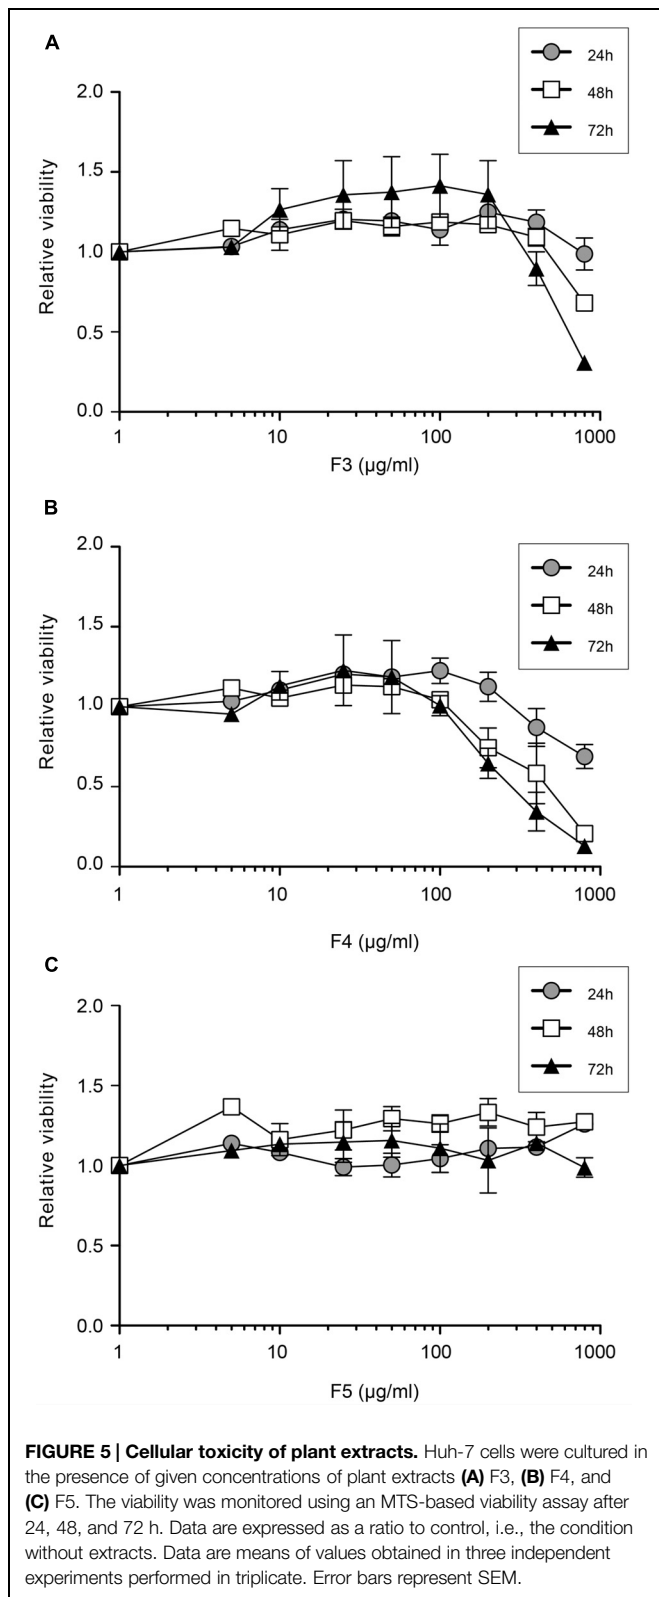 A
24h
48h
72h
2.0
1.5
1.0
0.5
0.0
Relative viability
1
10
100
1000
F3 (µg/ml)
B
24h
48h
72h
2.0
1.5
1.0
0.5
0.0
Relative viability
1
10
100
1000
F4 (µg/ml)
C
24h
48h
72h
2.0
1.5
1.0
0.5
0.0
Relative viability
1
10
100
1000
F5 (µg/ml)
FIGURE 5 | Cellular toxicity of plant extracts. Huh-7 cells were cultured in
the presence of given concentrations of plant extracts (A) F3, (B) F4, and
(C) F5. The viability was monitored using an MTS-based viability assay after
24, 48, and 72 h. Data are expressed as a ratio to control, i.e., the condition
without extracts. Data are means of values obtained in three independent
experiments performed in triplicate. Error bars represent SEM.